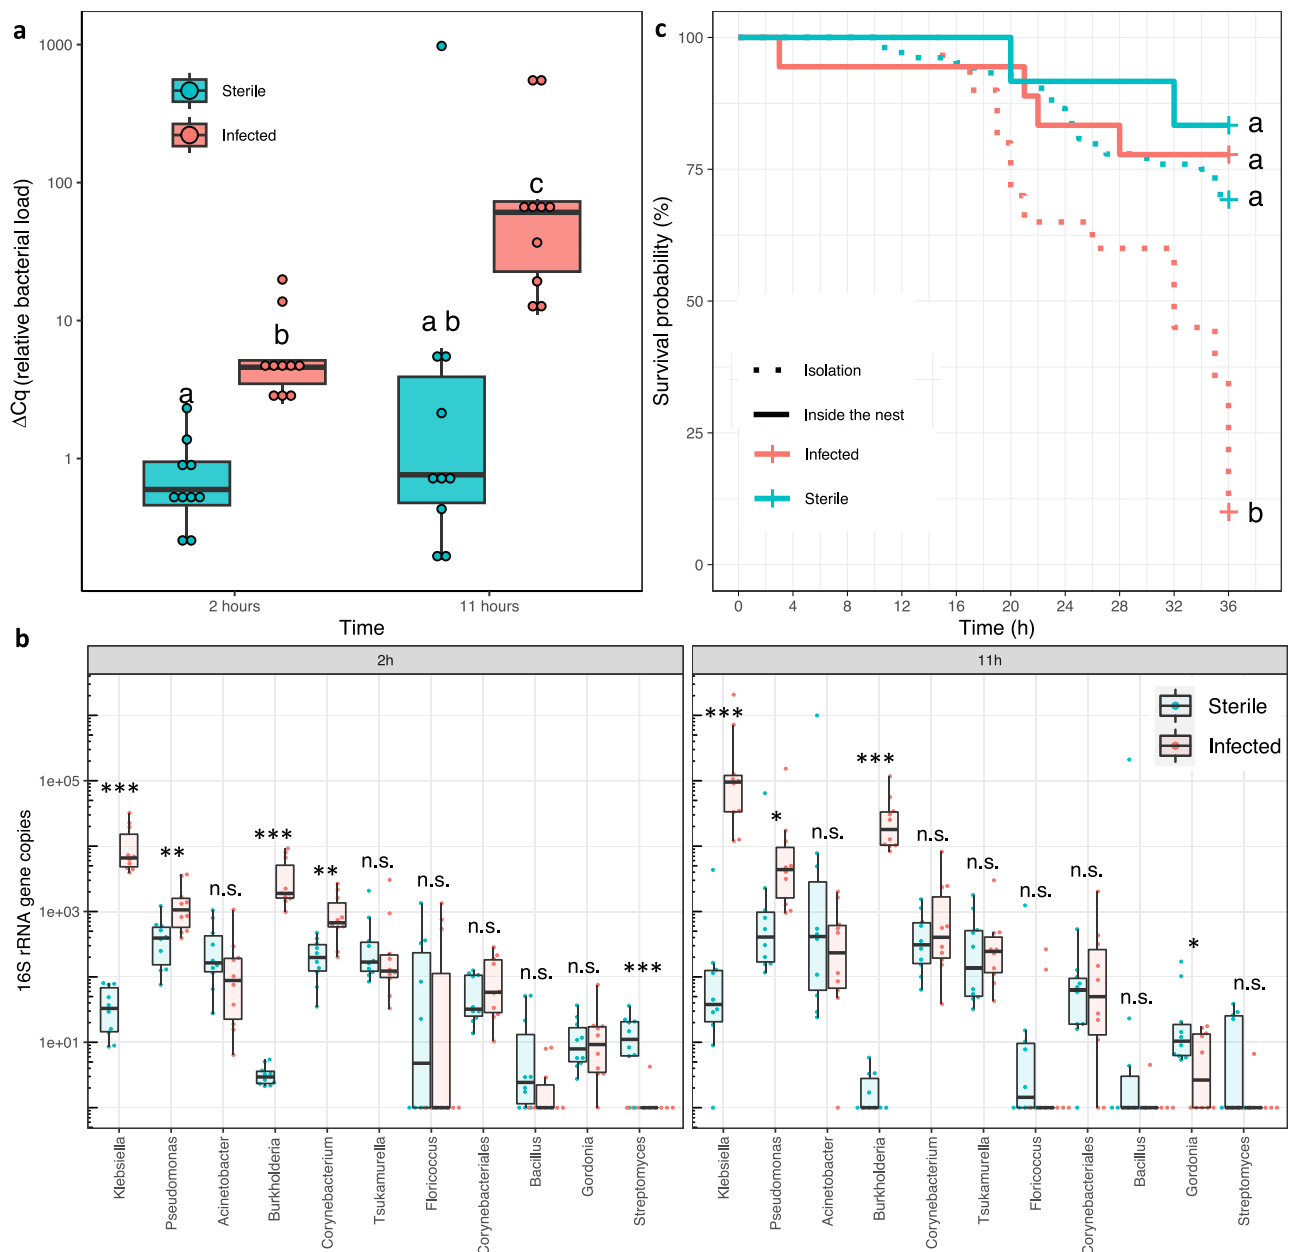 a
1000
100
10
1
ΔCq (relative bacterial load)
Sterile
Infected
a
b
a b
c
2 hours
11 hours
Time
c
100
75
50
25
0
Survival probability (%)
Isolation
Inside the nest
Infected
Sterile
a
a
a
b
0
4
8
12
16
20
24
28
32
36
Time (h)
b
2h
11h
1e+05
1e+03
1e+01
16S rRNA gene copies
***
**
n.s.
***
**
n.s.
n.s.
n.s.
n.s.
n.s.
***
***
*
n.s.
***
n.s.
n.s.
n.s.
n.s.
n.s.
*
n.s.
Sterile
Infected
Klebsiella
Pseudomonas
Acinetobacter
Burkholderia
Corynebacterium
Tsukamurella
Floricoccus
Corynebacteriales
Bacillus
Gordonia
Streptomyces
Klebsiella
Pseudomonas
Acinetobacter
Burkholderia
Corynebacterium
Tsukamurella
Floricoccus
Corynebacteriales
Bacillus
Gordonia
Streptomyces